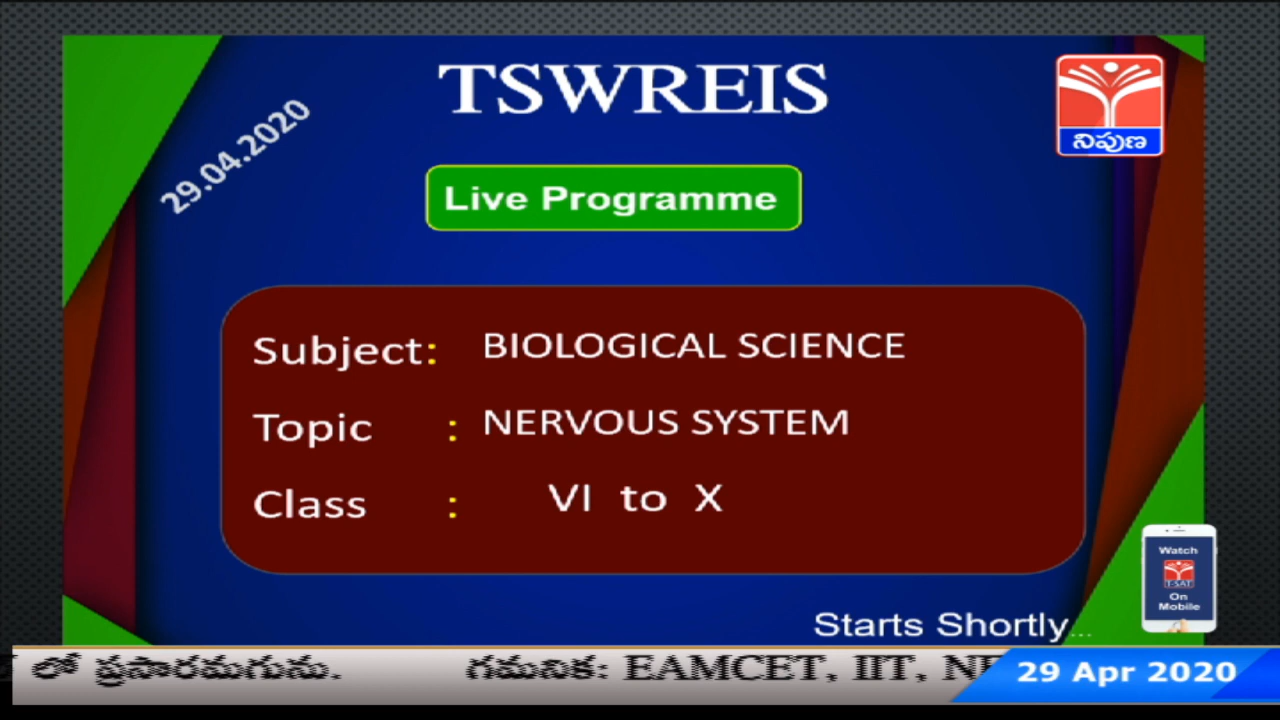 TSWREIS
29.04.2020
నిపుణ
Live Programme
Subject: BIOLOGICAL SCIENCE
Topic : NERVOUS SYSTEM
Class : VI to X
Watch
T-SAT
On
Mobile
Starts Shortly...
లో ప్రసారమగును. గమనిక: EAMCET, IIT,
29 Apr 2020